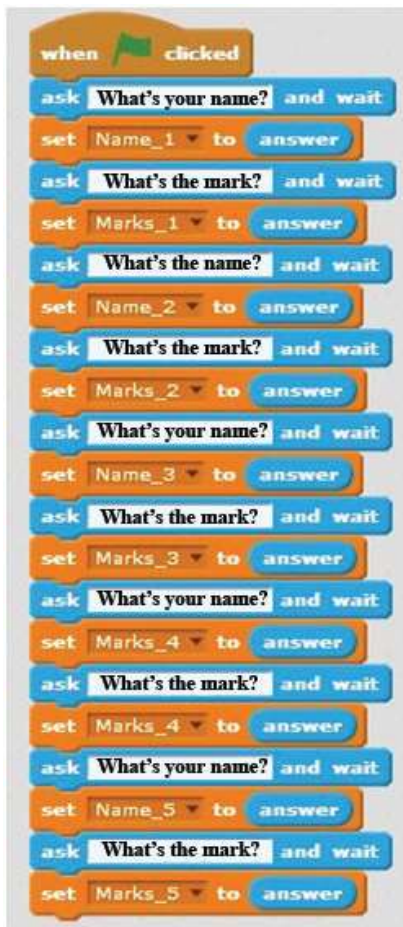 when clicked
ask What's your name? and wait
set Name_1 to answer
ask What's the mark? and wait
set Marks_1 to answer
ask What's the name? and wait
set Name_2 to answer
ask What's the mark? and wait
set Marks_2 to answer
ask What's your name? and wait
set Name_3 to answer
ask What's the mark? and wait
set Marks_3 to answer
ask What's your name? and wait
set Marks_4 to answer
ask What's the mark? and wait
set Marks_4 to answer
ask What's your name? and wait
set Name_5 to answer
ask What's the mark? and wait
set Marks_5 to answer